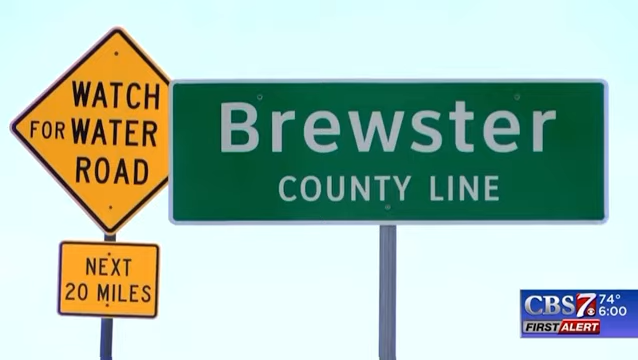 WATCH
FOR WATER
ROAD
NEXT
20 MILES
Brewster
COUNTY LINE
CBS7 74°
6:00
FIRST ALERT